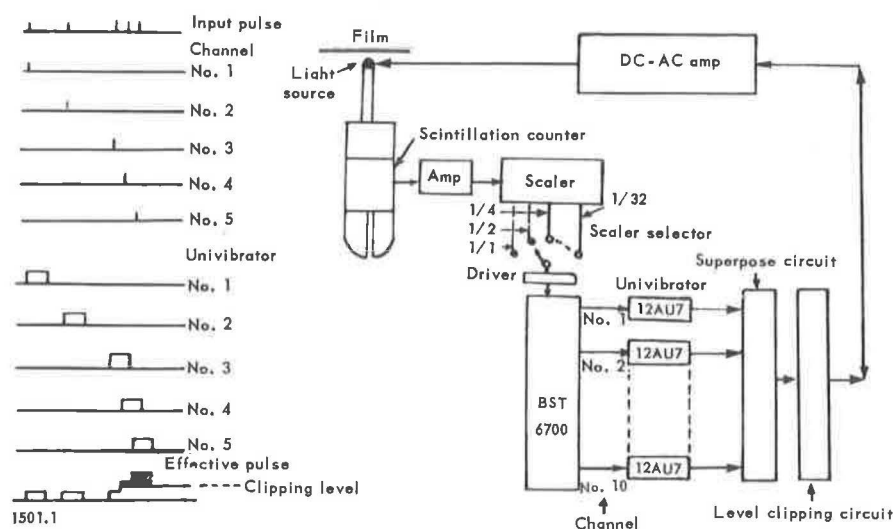 Input pulse
Channel
No. 1
No. 2
No. 3
No. 4
No. 5
Univibrator
No. 1
No. 2
No. 3
No. 4
No. 5
Effective pulse
Clipping level
1501.1
Film
Liaht
source
DC-AC amp
Scintillation counter
Amp
Scaler
1/4
1/32
1/2
1/1
Scaler selector
Driver
Univibrator
Superpose circuit
No. 1
12AU7
No. 2
12AU7
BST
6700
12AU7
No. 10
Channel
Level clipping circuit